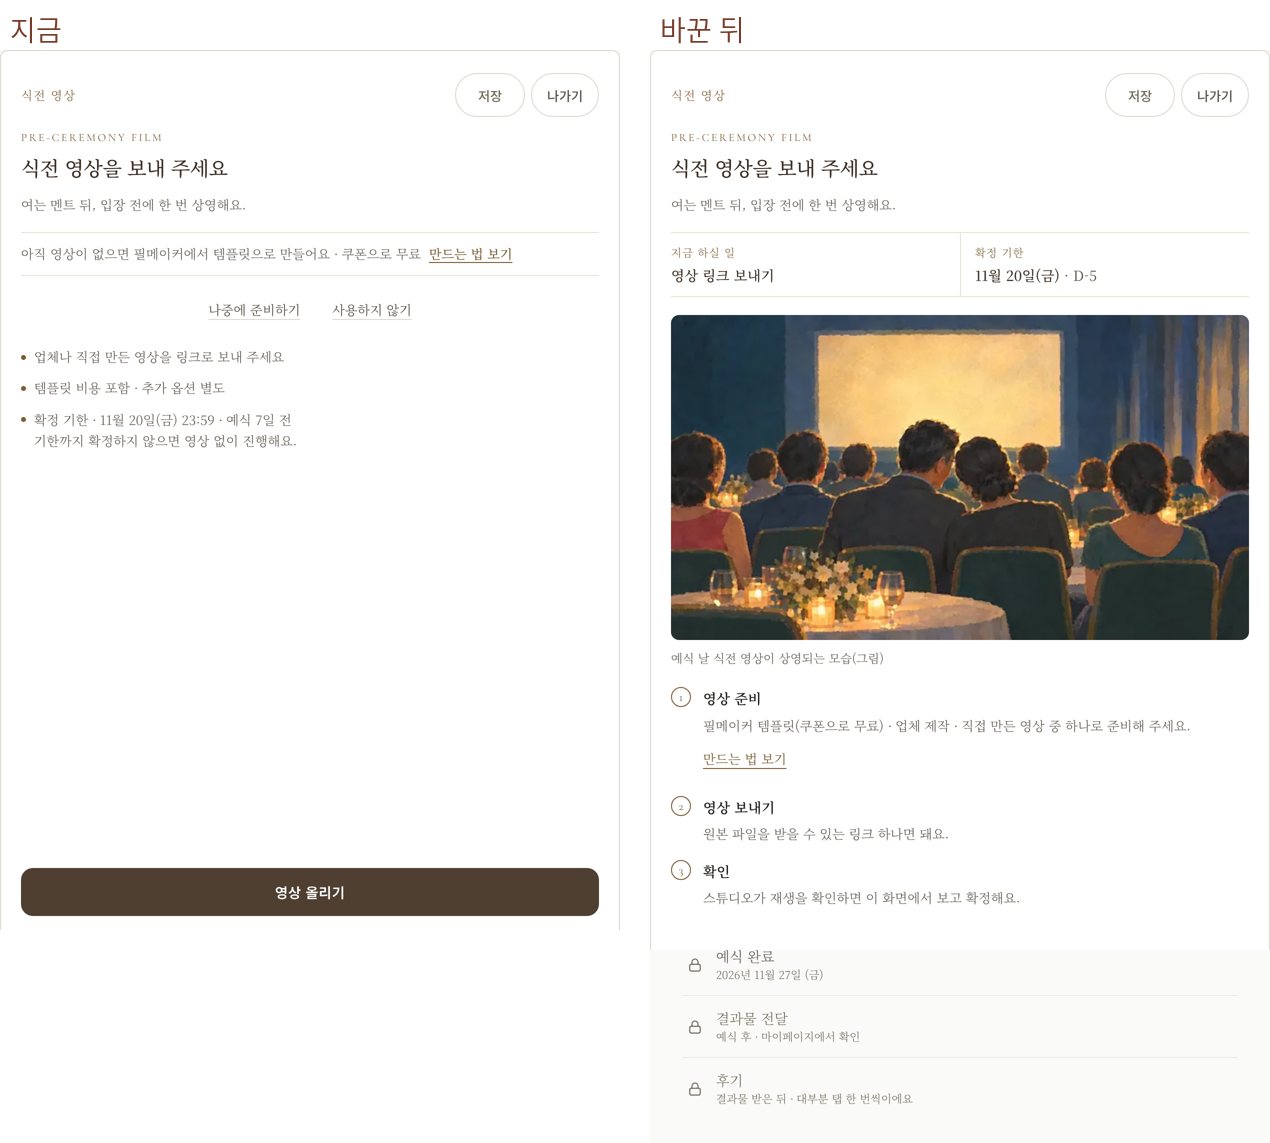 지금
식전 영상
저장
나가기
PRE-CEREMONY FILM
식전 영상을 보내 주세요
여는 멘트 뒤, 입장 전에 한 번 상영해요.
아직 영상이 없으면 필메이커에서 템플릿으로 만들어요 · 쿠폰으로 무료 만드는 법 보기
나중에 준비하기
사용하지 않기
업체나 직접 만든 영상을 링크로 보내 주세요
템플릿 비용 포함 · 추가 옵션 별도
확정 기한 · 11월 20일(금) 23:59 · 예식 7일 전
기한까지 확정하지 않으면 영상 없이 진행해요.
영상 올리기
바꾼 뒤
식전 영상
저장
나가기
PRE-CEREMONY FILM
식전 영상을 보내 주세요
여는 멘트 뒤, 입장 전에 한 번 상영해요.
지금 하실 일
영상 링크 보내기
확정 기한
11월 20일(금) · D-5
예식 날 식전 영상이 상영되는 모습(그림)
1 영상 준비
필메이커 템플릿(쿠폰으로 무료) · 업체 제작 · 직접 만든 영상 중 하나로 준비해 주세요.
만드는 법 보기
2 영상 보내기
원본 파일을 받을 수 있는 링크 하나면 돼요.
3 확인
스튜디오가 재생을 확인하면 이 화면에서 보고 확정해요.
예식 완료
2026년 11월 27일 (금)
결과물 전달
예식 후 · 마이페이지에서 확인
후기
결과물 받은 뒤 · 대부분 탭 한 번씩이에요